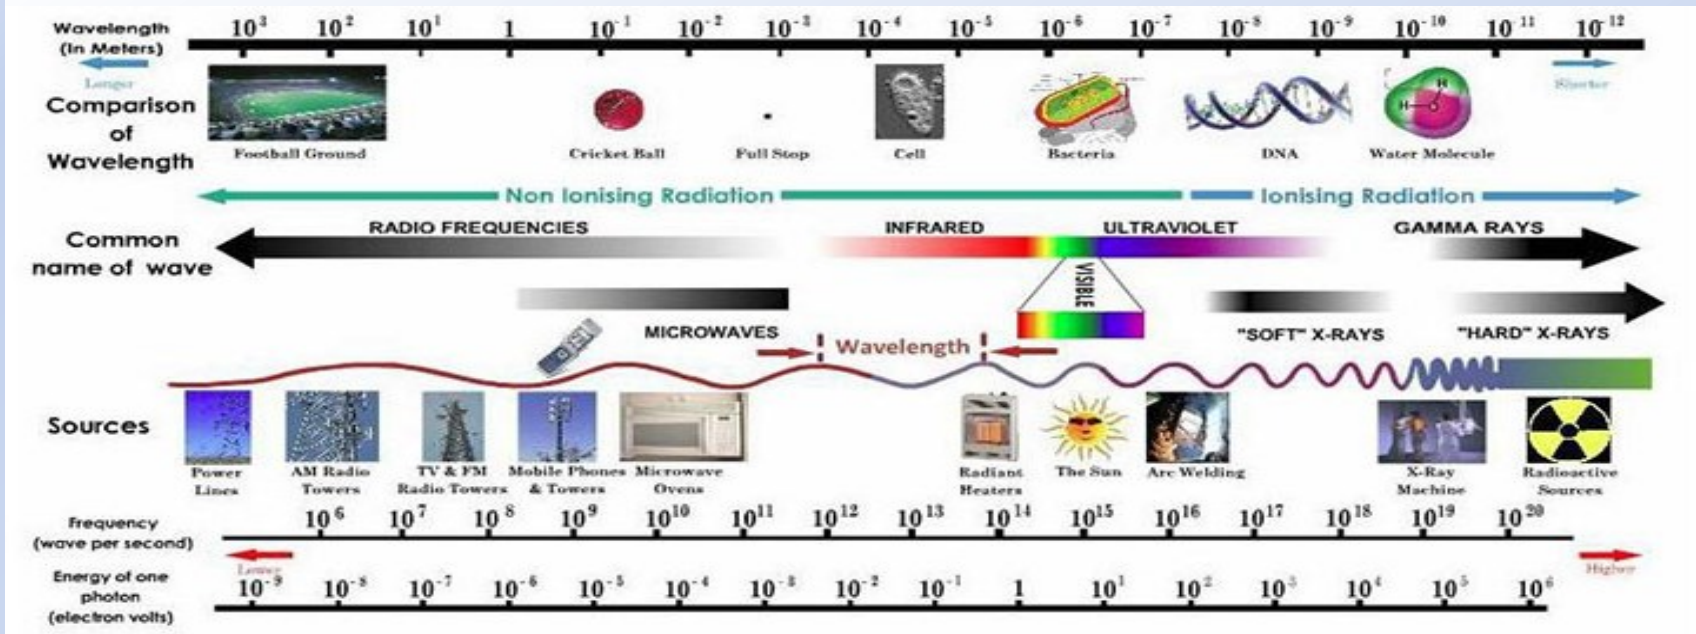 Wavelength
(In Meters)
10³ 10² 10¹ 1 10⁻¹ 10⁻² 10⁻³ 10⁻⁴ 10⁻⁵ 10⁻⁶ 10⁻⁷ 10⁻⁸ 10⁻⁹ 10⁻¹⁰ 10⁻¹¹ 10⁻¹²
Longer
Shorter
Comparison
of
Wavelength
Football Ground
Cricket Ball
Full Stop
Cell
Bacteria
DNA
H
H O
Water Molecule
Non Ionising Radiation
Ionising Radiation
Common
name of wave
RADIO FREQUENCIES
INFRARED
ULTRAVIOLET
GAMMA RAYS
VISIBLE
MICROWAVES
"SOFT" X-RAYS
"HARD" X-RAYS
Wavelength
Sources
Power
Lines
AM Radio
Towers
TV & FM
Radio Towers
Mobile Phones
& Towers
Microwave
Ovens
Radiant
Heaters
The Sun
Arc Welding
X-Ray
Machine
Radioactive
Sources
Frequency
(wave per second)
10⁶ 10⁷ 10⁸ 10⁹ 10¹⁰ 10¹¹ 10¹² 10¹³ 10¹⁴ 10¹⁵ 10¹⁶ 10¹⁷ 10¹⁸ 10¹⁹ 10²⁰
Lower
Higher
Energy of one
photon
(electron volts)
10⁻⁹ 10⁻⁸ 10⁻⁷ 10⁻⁶ 10⁻⁵ 10⁻⁴ 10⁻³ 10⁻² 10⁻¹ 1 10¹ 10² 10³ 10⁴ 10⁵ 10⁶